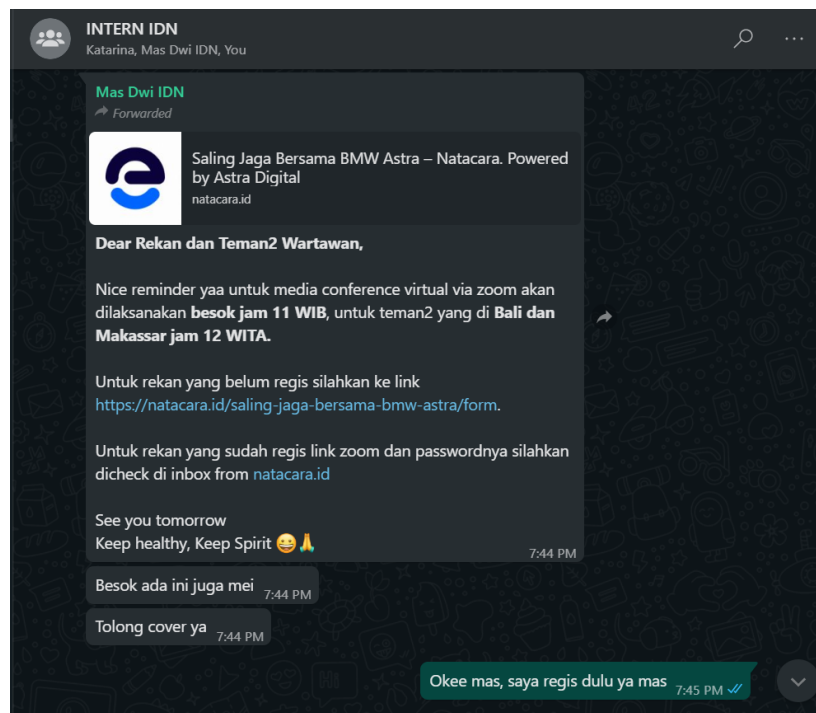 INTERN IDN
Katarina, Mas Dwi IDN, You
Mas Dwi IDN
Forwarded
Saling Jaga Bersama BMW Astra – Natacara. Powered
by Astra Digital
natacara.id
Dear Rekan dan Teman2 Wartawan,
Nice reminder yaa untuk media conference virtual via zoom akan
dilaksanakan besok jam 11 WIB, untuk teman2 yang di Bali dan
Makassar jam 12 WITA.
Untuk rekan yang belum regis silahkan ke link
https://natacara.id/saling-jaga-bersama-bmw-astra/form.
Untuk rekan yang sudah regis link zoom dan passwordnya silahkan
dicheck di inbox from natacara.id
See you tomorrow
Keep healthy, Keep Spirit 😀🙏
7:44 PM
Besok ada ini juga mei 7:44 PM
Tolong cover ya 7:44 PM
Okee mas, saya regis dulu ya mas 7:45 PM